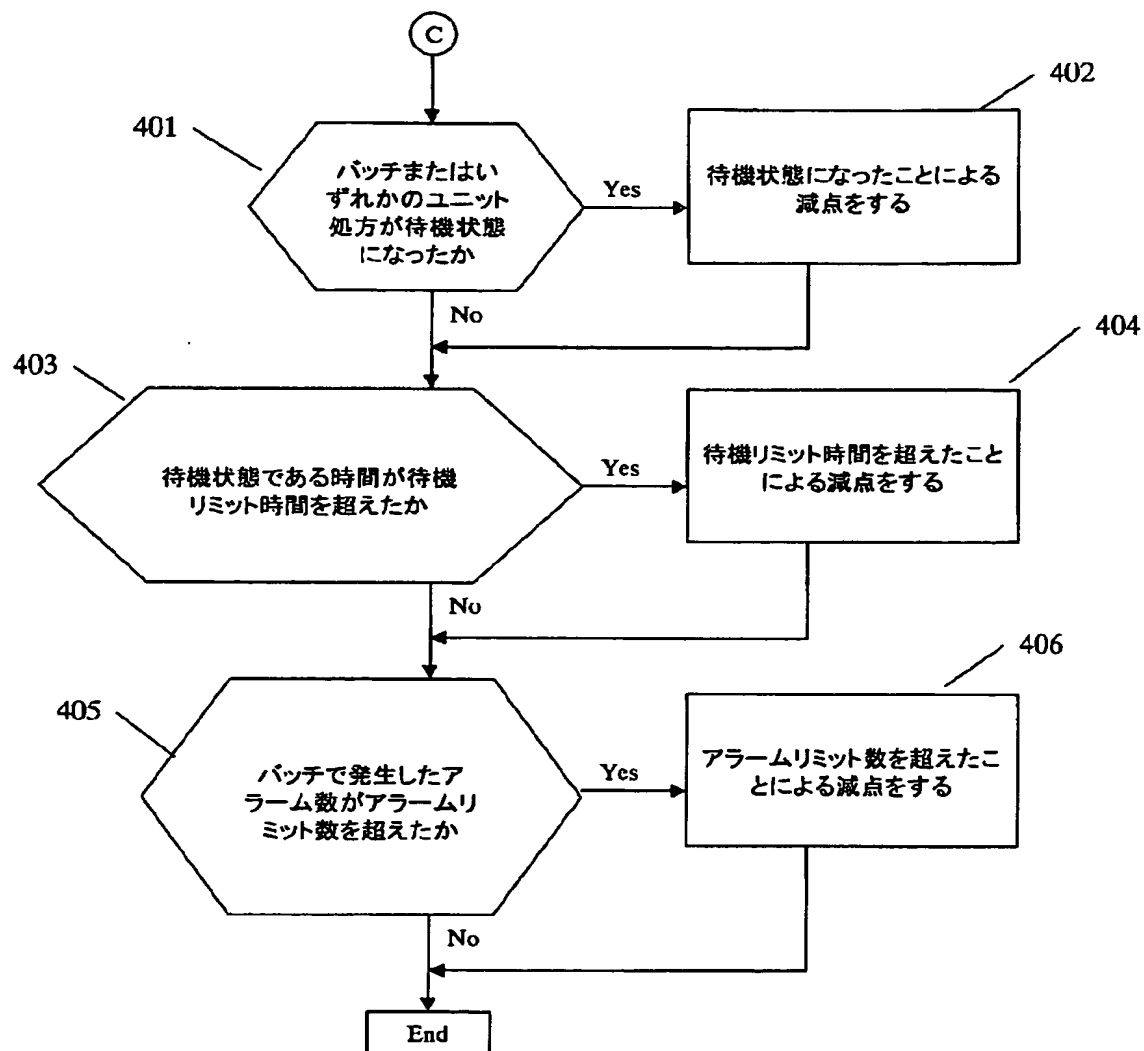 C
401
バッチまたはい
ずれかのユニット
処方が待機状態
になったか
Yes
402
待機状態になったことによる
減点をする
No
403
待機状態である時間が待機
リミット時間を超えたか
Yes
404
待機リミット時間を超えたこと
による減点をする
No
405
バッチで発生したア
ラーム数がアラームリ
ミット数を超えたか
Yes
406
アラームリミット数を超えたこ
とによる減点をする
No
End